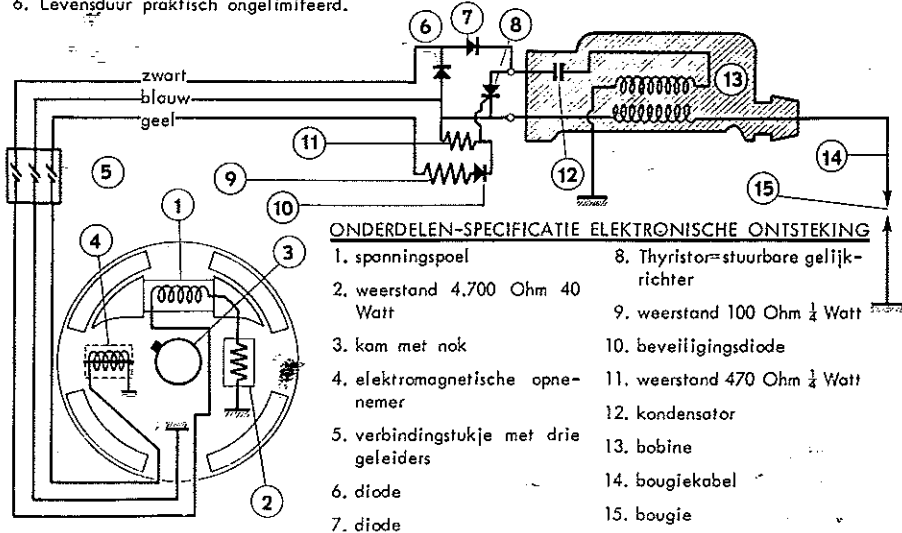 6. Levensduur praktisch ongelimiteerd.
6
7
8
zwart
blauw
geel
13
11
5
9
12
14
10
15
1
4
3
2
ONDERDELEN-SPECIFICATIE ELEKTRONISCHE ONTSTEKING
1. spanningspoel
2. weerstand 4.700 Ohm 40
Watt
3. kam met nok
4. elektromagnetische opne-
nemer
5. verbindingstukje met drie
geleiders
6. diode
7. diode
8. Thyristor=stuurbare gelijk-
richter
9. weerstand 100 Ohm ¼ Watt
10. beveiligingsdiode
11. weerstand 470 Ohm ¼ Watt
12. kondensator
13. bobine
14. bougiekabel
15. bougie